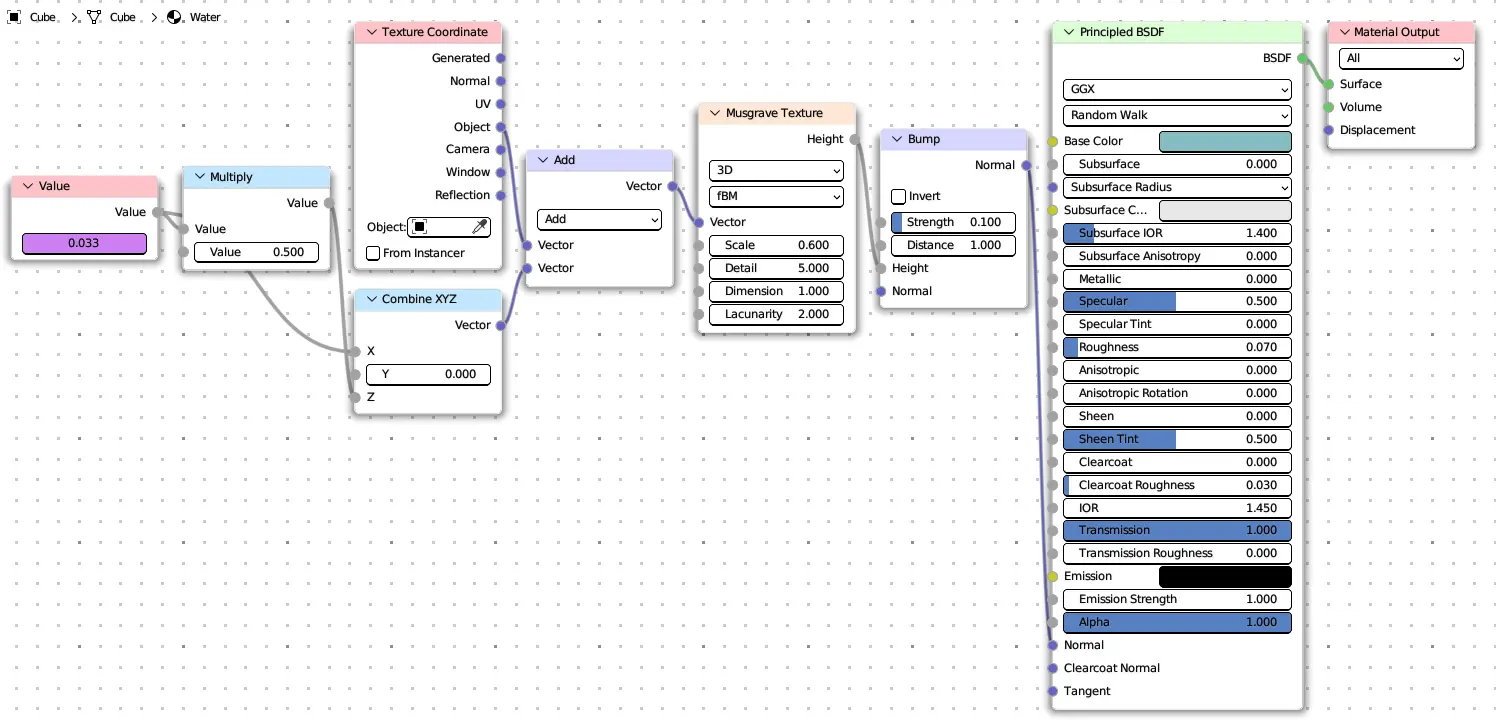 Cube > Cube > Water
Value
Value
0.033
Multiply
Value
Value
Value 0.500
Texture Coordinate
Generated
Normal
UV
Object
Camera
Window
Reflection
Object:
From Instancer
Combine XYZ
Vector
X
Y 0.000
Z
Add
Vector
Add
Vector
Vector
Musgrave Texture
Height
3D
fBM
Vector
Scale 0.600
Detail 5.000
Dimension 1.000
Lacunarity 2.000
Bump
Normal
Invert
Strength 0.100
Distance 1.000
Height
Normal
Principled BSDF
BSDF
GGX
Random Walk
Base Color
Subsurface 0.000
Subsurface Radius
Subsurface C...
Subsurface IOR 1.400
Subsurface Anisotropy 0.000
Metallic 0.000
Specular 0.500
Specular Tint 0.000
Roughness 0.070
Anisotropic 0.000
Anisotropic Rotation 0.000
Sheen 0.000
Sheen Tint 0.500
Clearcoat 0.000
Clearcoat Roughness 0.030
IOR 1.450
Transmission 1.000
Transmission Roughness 0.000
Emission
Emission Strength 1.000
Alpha 1.000
Normal
Clearcoat Normal
Tangent
Material Output
All
Surface
Volume
Displacement